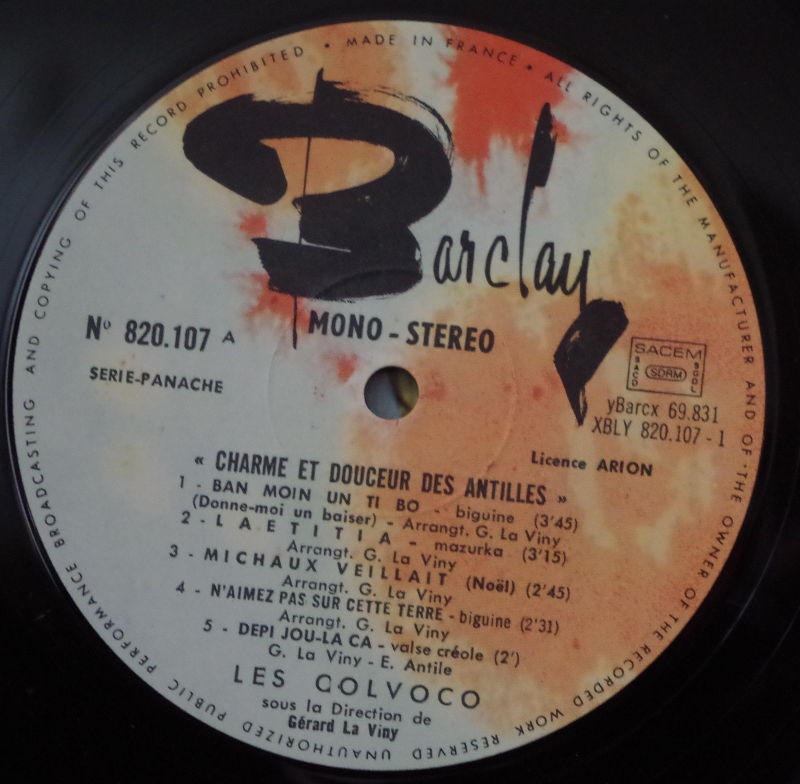 UNAUTHORIZED PUBLIC PERFORMANCE BROADCASTING AND COPYING OF THIS RECORD PROHIBITED • MADE IN FRANCE • ALL RIGHTS OF THE MANUFACTURER AND OF THE OWNER OF THE RECORDED WORK RESERVED
Barclay
Nº 820.107 A
MONO - STEREO
SERIE-PANACHE
SACEM
SACD SDRM SGDL
yBarcx 69.831
XBLY 820.107 - 1
Licence ARION
« CHARME ET DOUCEUR DES ANTILLES »
1 - BAN MOIN UN TI BO - biguine (3'45)
(Donne-moi un baiser) - Arrangt. G. La Viny
2 - LAETITIA - mazurka (3'15)
Arrangt. G. La Viny
3 - MICHAUX VEILLAIT (Noël) (2'45)
Arrangt. G. La Viny
4 - N'AIMEZ PAS SUR CETTE TERRE - biguine (2'31)
Arrangt. G. La Viny
5 - DEPI JOU-LA CA - valse créole (2')
G. La Viny - E. Antile
LES COLVOCO
sous la Direction de
Gérard La Viny